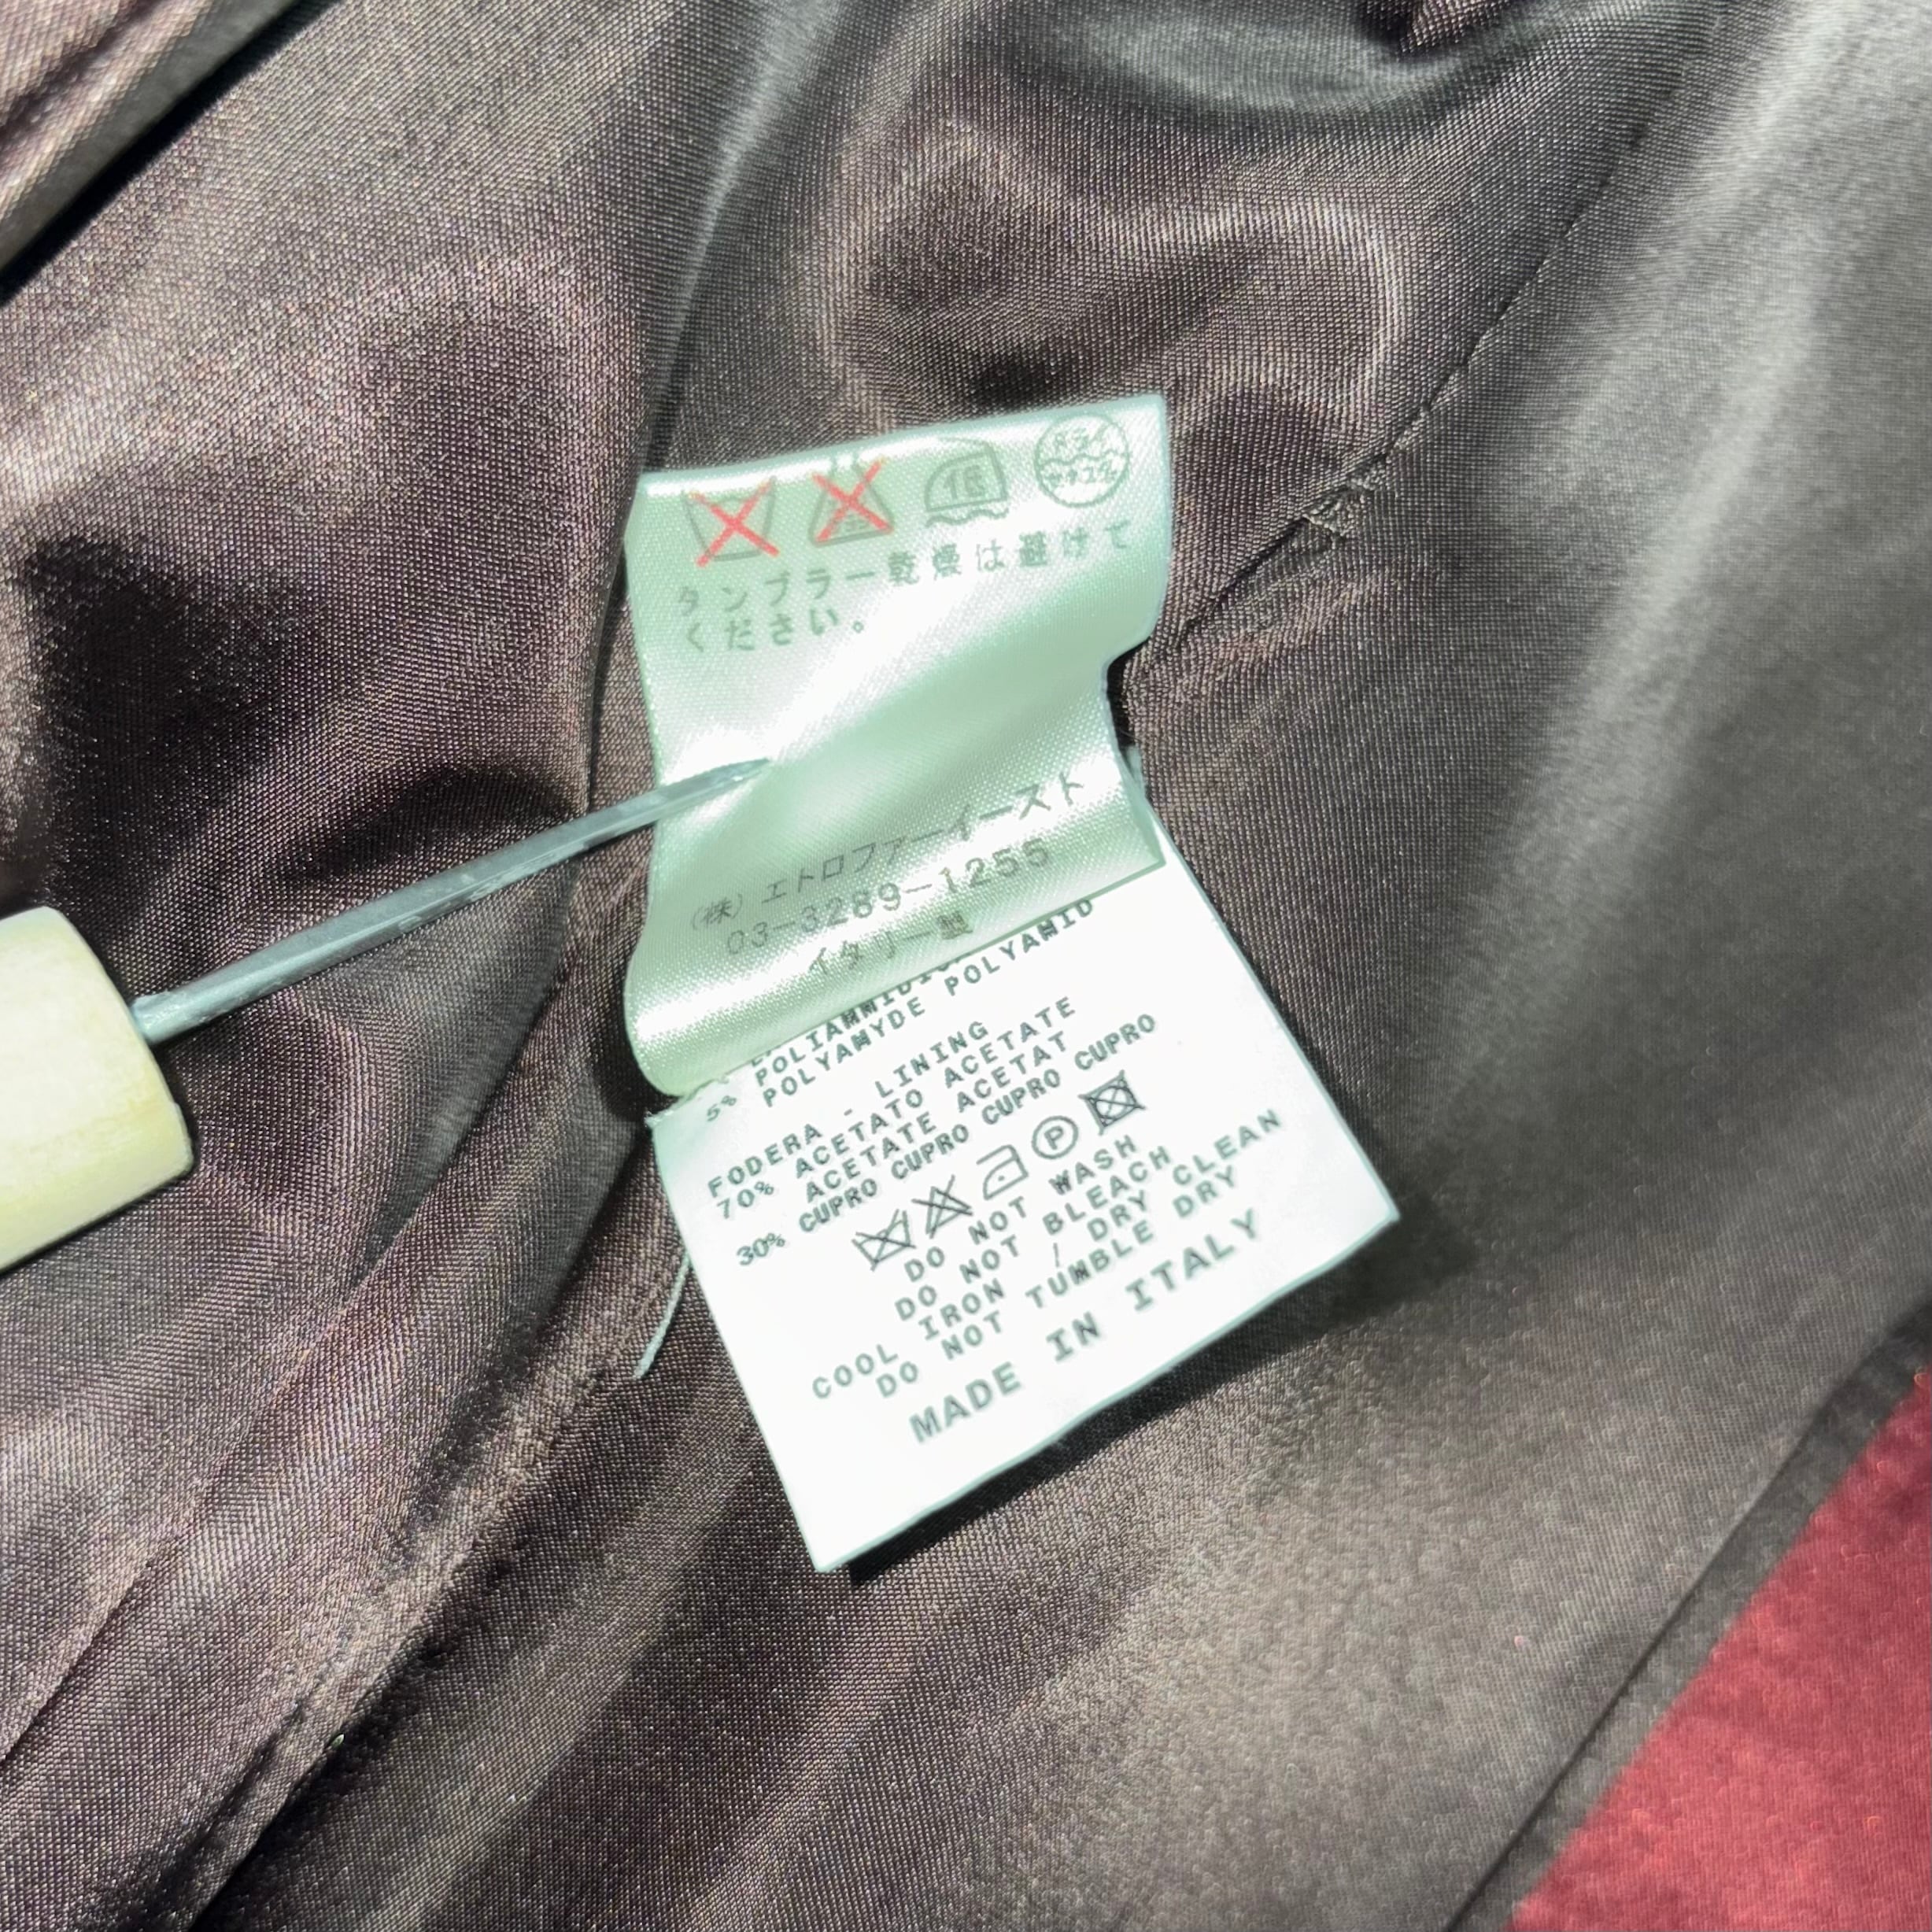 タンブラー乾燥は避けて
ください。
(株)エトロファーイースト
03-3289-1255
イタリー製
POLYAMID
POLYAMYDE
5%
FODERA - LINING
70% ACETATO ACETATE
ACETATE ACETAT
30% CUPRO CUPRO CUPRO CUPRO
P
DO NOT WASH
DO NOT BLEACH
COOL IRON / DRY CLEAN
DO NOT TUMBLE DRY
MADE IN ITALY